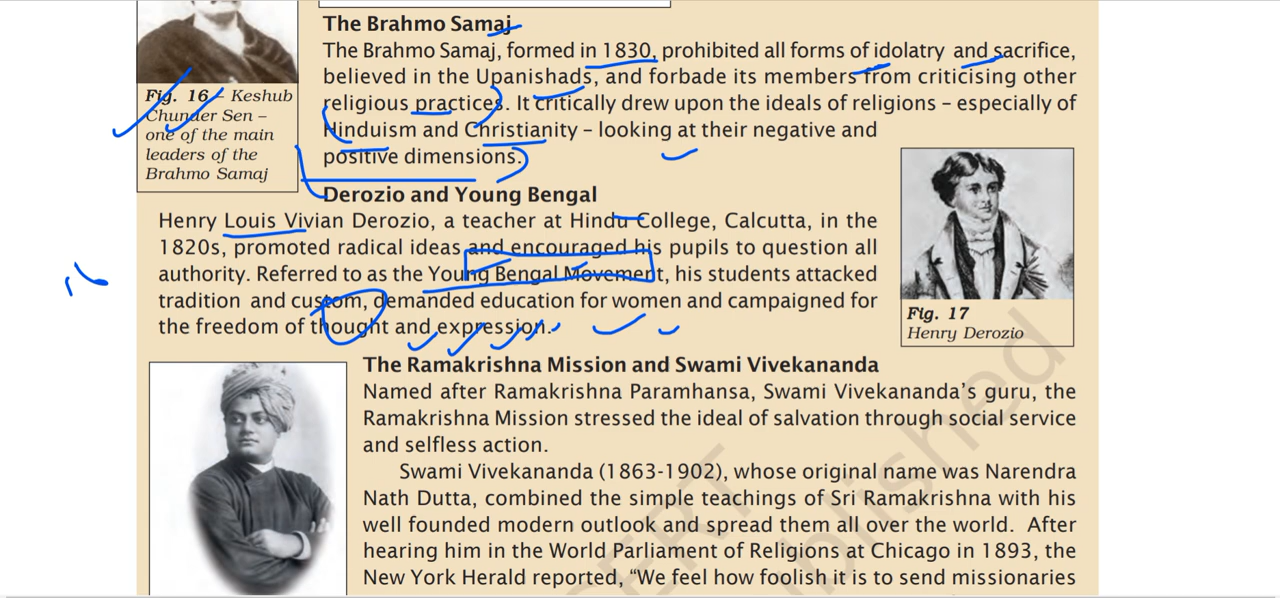 The Brahmo Samaj
The Brahmo Samaj, formed in 1830, prohibited all forms of idolatry and sacrifice,
believed in the Upanishads, and forbade its members from criticising other
religious practices. It critically drew upon the ideals of religions – especially of
Hinduism and Christianity – looking at their negative and
positive dimensions.
Fig. 16 – Keshub
Chunder Sen –
one of the main
leaders of the
Brahmo Samaj
Derozio and Young Bengal
Henry Louis Vivian Derozio, a teacher at Hindu College, Calcutta, in the
1820s, promoted radical ideas and encouraged his pupils to question all
authority. Referred to as the Young Bengal Movement, his students attacked
tradition and custom, demanded education for women and campaigned for
the freedom of thought and expression.
Fig. 17
Henry Derozio
The Ramakrishna Mission and Swami Vivekananda
Named after Ramakrishna Paramhansa, Swami Vivekananda's guru, the
Ramakrishna Mission stressed the ideal of salvation through social service
and selfless action.
Swami Vivekananda (1863-1902), whose original name was Narendra
Nath Dutta, combined the simple teachings of Sri Ramakrishna with his
well founded modern outlook and spread them all over the world. After
hearing him in the World Parliament of Religions at Chicago in 1893, the
New York Herald reported, “We feel how foolish it is to send missionaries